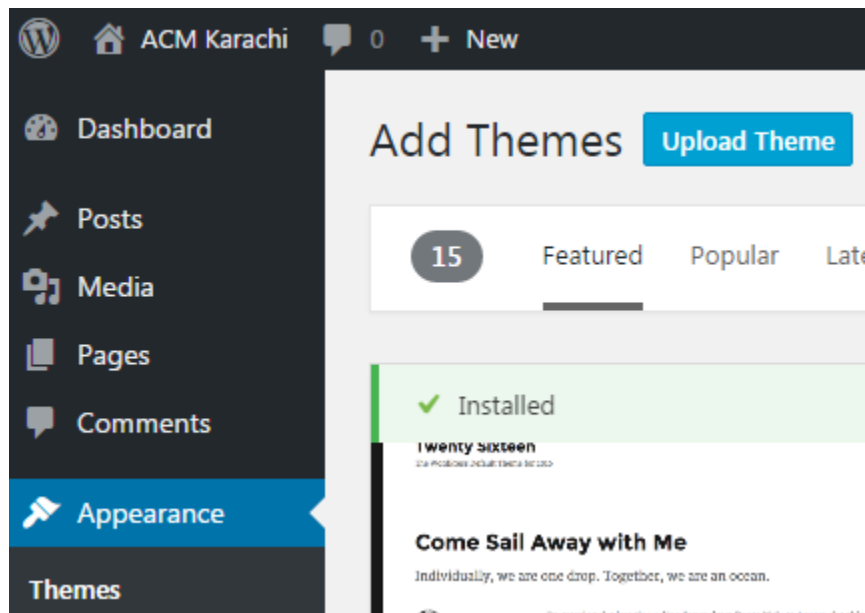 ACM Karachi 0 + New
Dashboard
Posts
Media
Pages
Comments
Appearance
Themes
Add Themes Upload Theme
15 Featured Popular Late
Installed
Twenty Sixteen
Come Sail Away with Me
Individually, we are one drop. Together, we are an ocean.